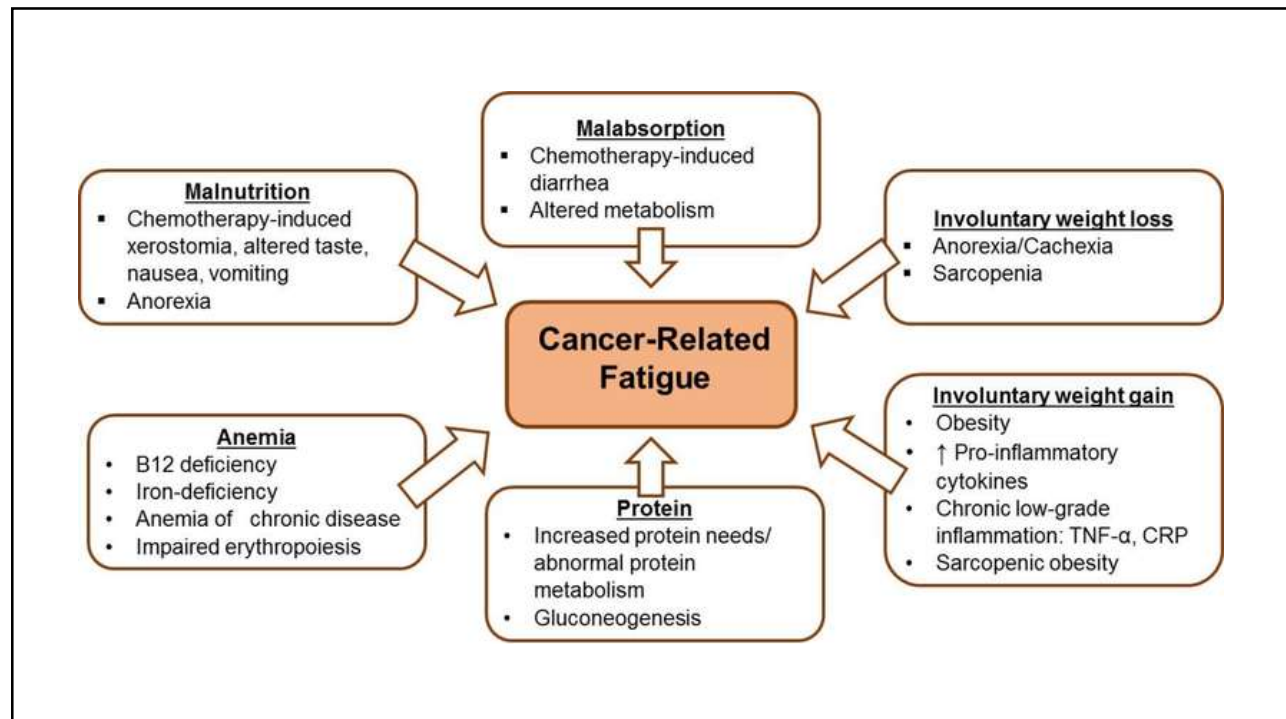 Malabsorption
▪ Chemotherapy-induced
diarrhea
▪ Altered metabolism
Malnutrition
▪ Chemotherapy-induced
xerostomia, altered taste,
nausea, vomiting
▪ Anorexia
Involuntary weight loss
▪ Anorexia/Cachexia
▪ Sarcopenia
Cancer-Related
Fatigue
Anemia
• B12 deficiency
• Iron-deficiency
• Anemia of chronic disease
• Impaired erythropoiesis
Protein
• Increased protein needs/
abnormal protein
metabolism
• Gluconeogenesis
Involuntary weight gain
• Obesity
• ↑ Pro-inflammatory
cytokines
• Chronic low-grade
inflammation: TNF-α, CRP
• Sarcopenic obesity